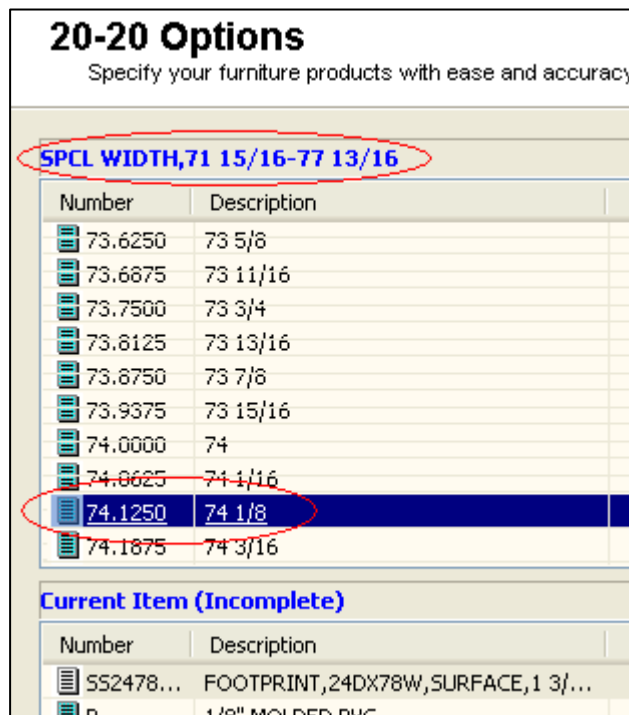 20-20 Options
Specify your furniture products with ease and accuracy
SPCL WIDTH,71 15/16-77 13/16
Number Description
73.6250 73 5/8
73.6875 73 11/16
73.7500 73 3/4
73.8125 73 13/16
73.8750 73 7/8
73.9375 73 15/16
74.0000 74
74.0625 74 1/16
74.1250 74 1/8
74.1875 74 3/16
Current Item (Incomplete)
Number Description
SS2478... FOOTPRINT,24DX78W,SURFACE,1 3/...
1/8" MOLDED